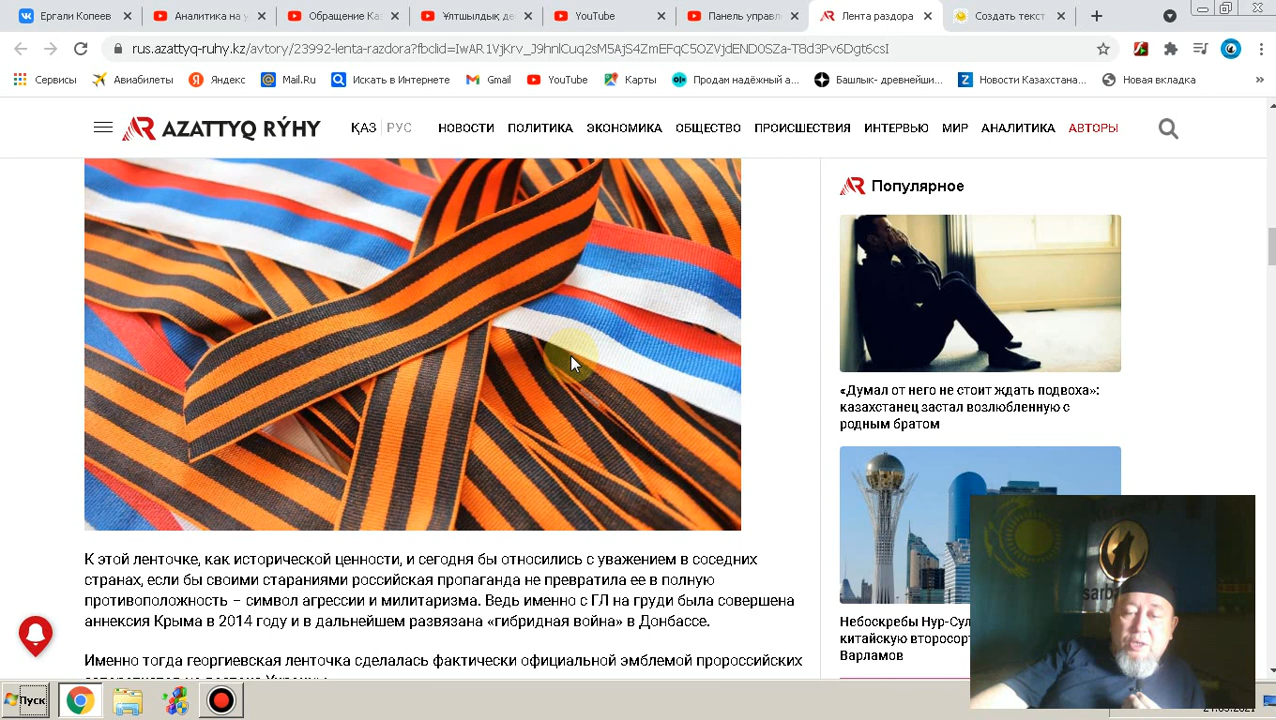 Ергали Копеев
Аналитика на у
Обращение Ка
Ұлтшылдық де
YouTube
Панель управл
Лента раздора
Создать текст
rus.azattyq-ruhy.kz/avtory/23992-lenta-razdora?fbclid=IwAR1VjKrv_J9hnlCuq2sM5AjS4ZmEFqC5OZVjdEND0SZa-T8d3Pv6Dgt6csI
Сервисы
Авиабилеты
Яндекс
Mail.Ru
Искать в Интернете
Gmail
YouTube
Карты
Продам надёжный а...
Башлык- древнейши...
Новости Казахстана...
Новая вкладка
AZATTYQ RÝHY
ҚАЗ
РУС
НОВОСТИ
ПОЛИТИКА
ЭКОНОМИКА
ОБЩЕСТВО
ПРОИСШЕСТВИЯ
ИНТЕРВЬЮ
МИР
АНАЛИТИКА
АВТОРЫ
К этой ленточке, как исторической ценности, и сегодня бы относились с уважением в соседних
странах, если бы своими стараниями российская пропаганда не превратила ее в полную
противоположность – символ агрессии и милитаризма. Ведь именно с ГЛ на груди была совершена
аннексия Крыма в 2014 году и в дальнейшем развязана «гибридная война» в Донбассе.
Именно тогда георгиевская ленточка сделалась фактически официальной эмблемой пророссийских
Популярное
«Думал от него не стоит ждать подвоха»:
казахстанец застал возлюбленную с
родным братом
Небоскребы Нур-Сул
китайскую второсорт
Варламов
Пуск